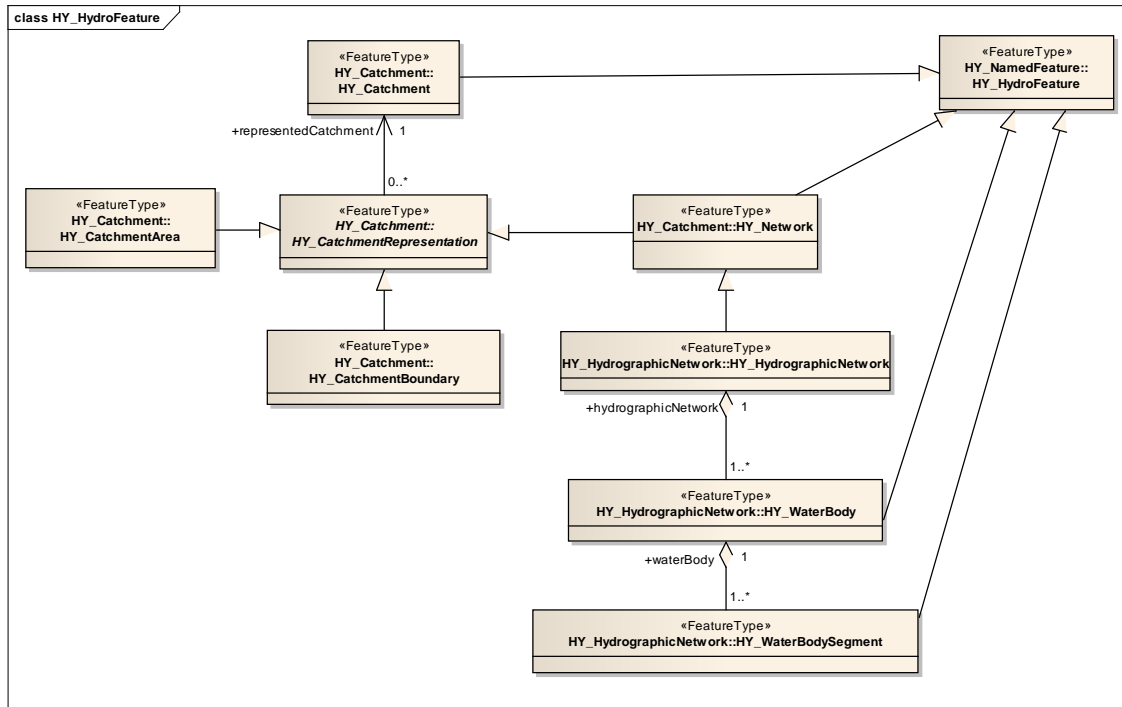 class HY_HydroFeature
«FeatureType»
HY_Catchment::
HY_Catchment
«FeatureType»
HY_NamedFeature::
HY_HydroFeature
+representedCatchment
1
0..*
«FeatureType»
HY_Catchment::
HY_CatchmentArea
«FeatureType»
HY_Catchment::
HY_CatchmentRepresentation
«FeatureType»
HY_Catchment::HY_Network
«FeatureType»
HY_Catchment::
HY_CatchmentBoundary
«FeatureType»
HY_HydrographicNetwork::HY_HydrographicNetwork
+hydrographicNetwork
1
1..*
«FeatureType»
HY_HydrographicNetwork::HY_WaterBody
+waterBody
1
1..*
«FeatureType»
HY_HydrographicNetwork::HY_WaterBodySegment